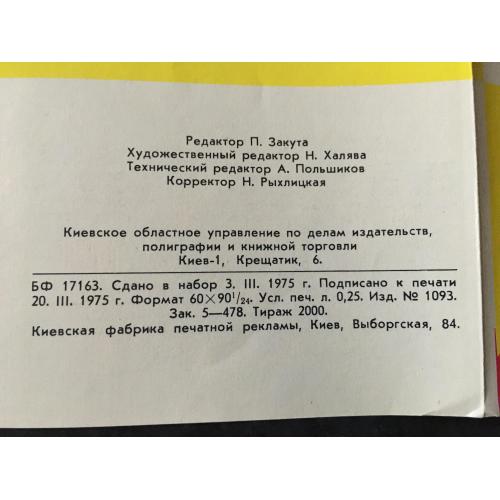 Редактор П. Закута
Художественный редактор Н. Халява
Технический редактор А. Польшиков
Корректор Н. Рыхлицкая
Киевское областное управление по делам издательств,
полиграфии и книжной торговли
Киев-1, Крещатик, 6.
БФ 17163. Сдано в набор 3. III. 1975 г. Подписано к печати
20. III. 1975 г. Формат 60×90¹/₂₄. Усл. печ. л. 0,25. Изд. № 1093.
Зак. 5—478. Тираж 2000.
Киевская фабрика печатной рекламы, Киев, Выборгская, 84.